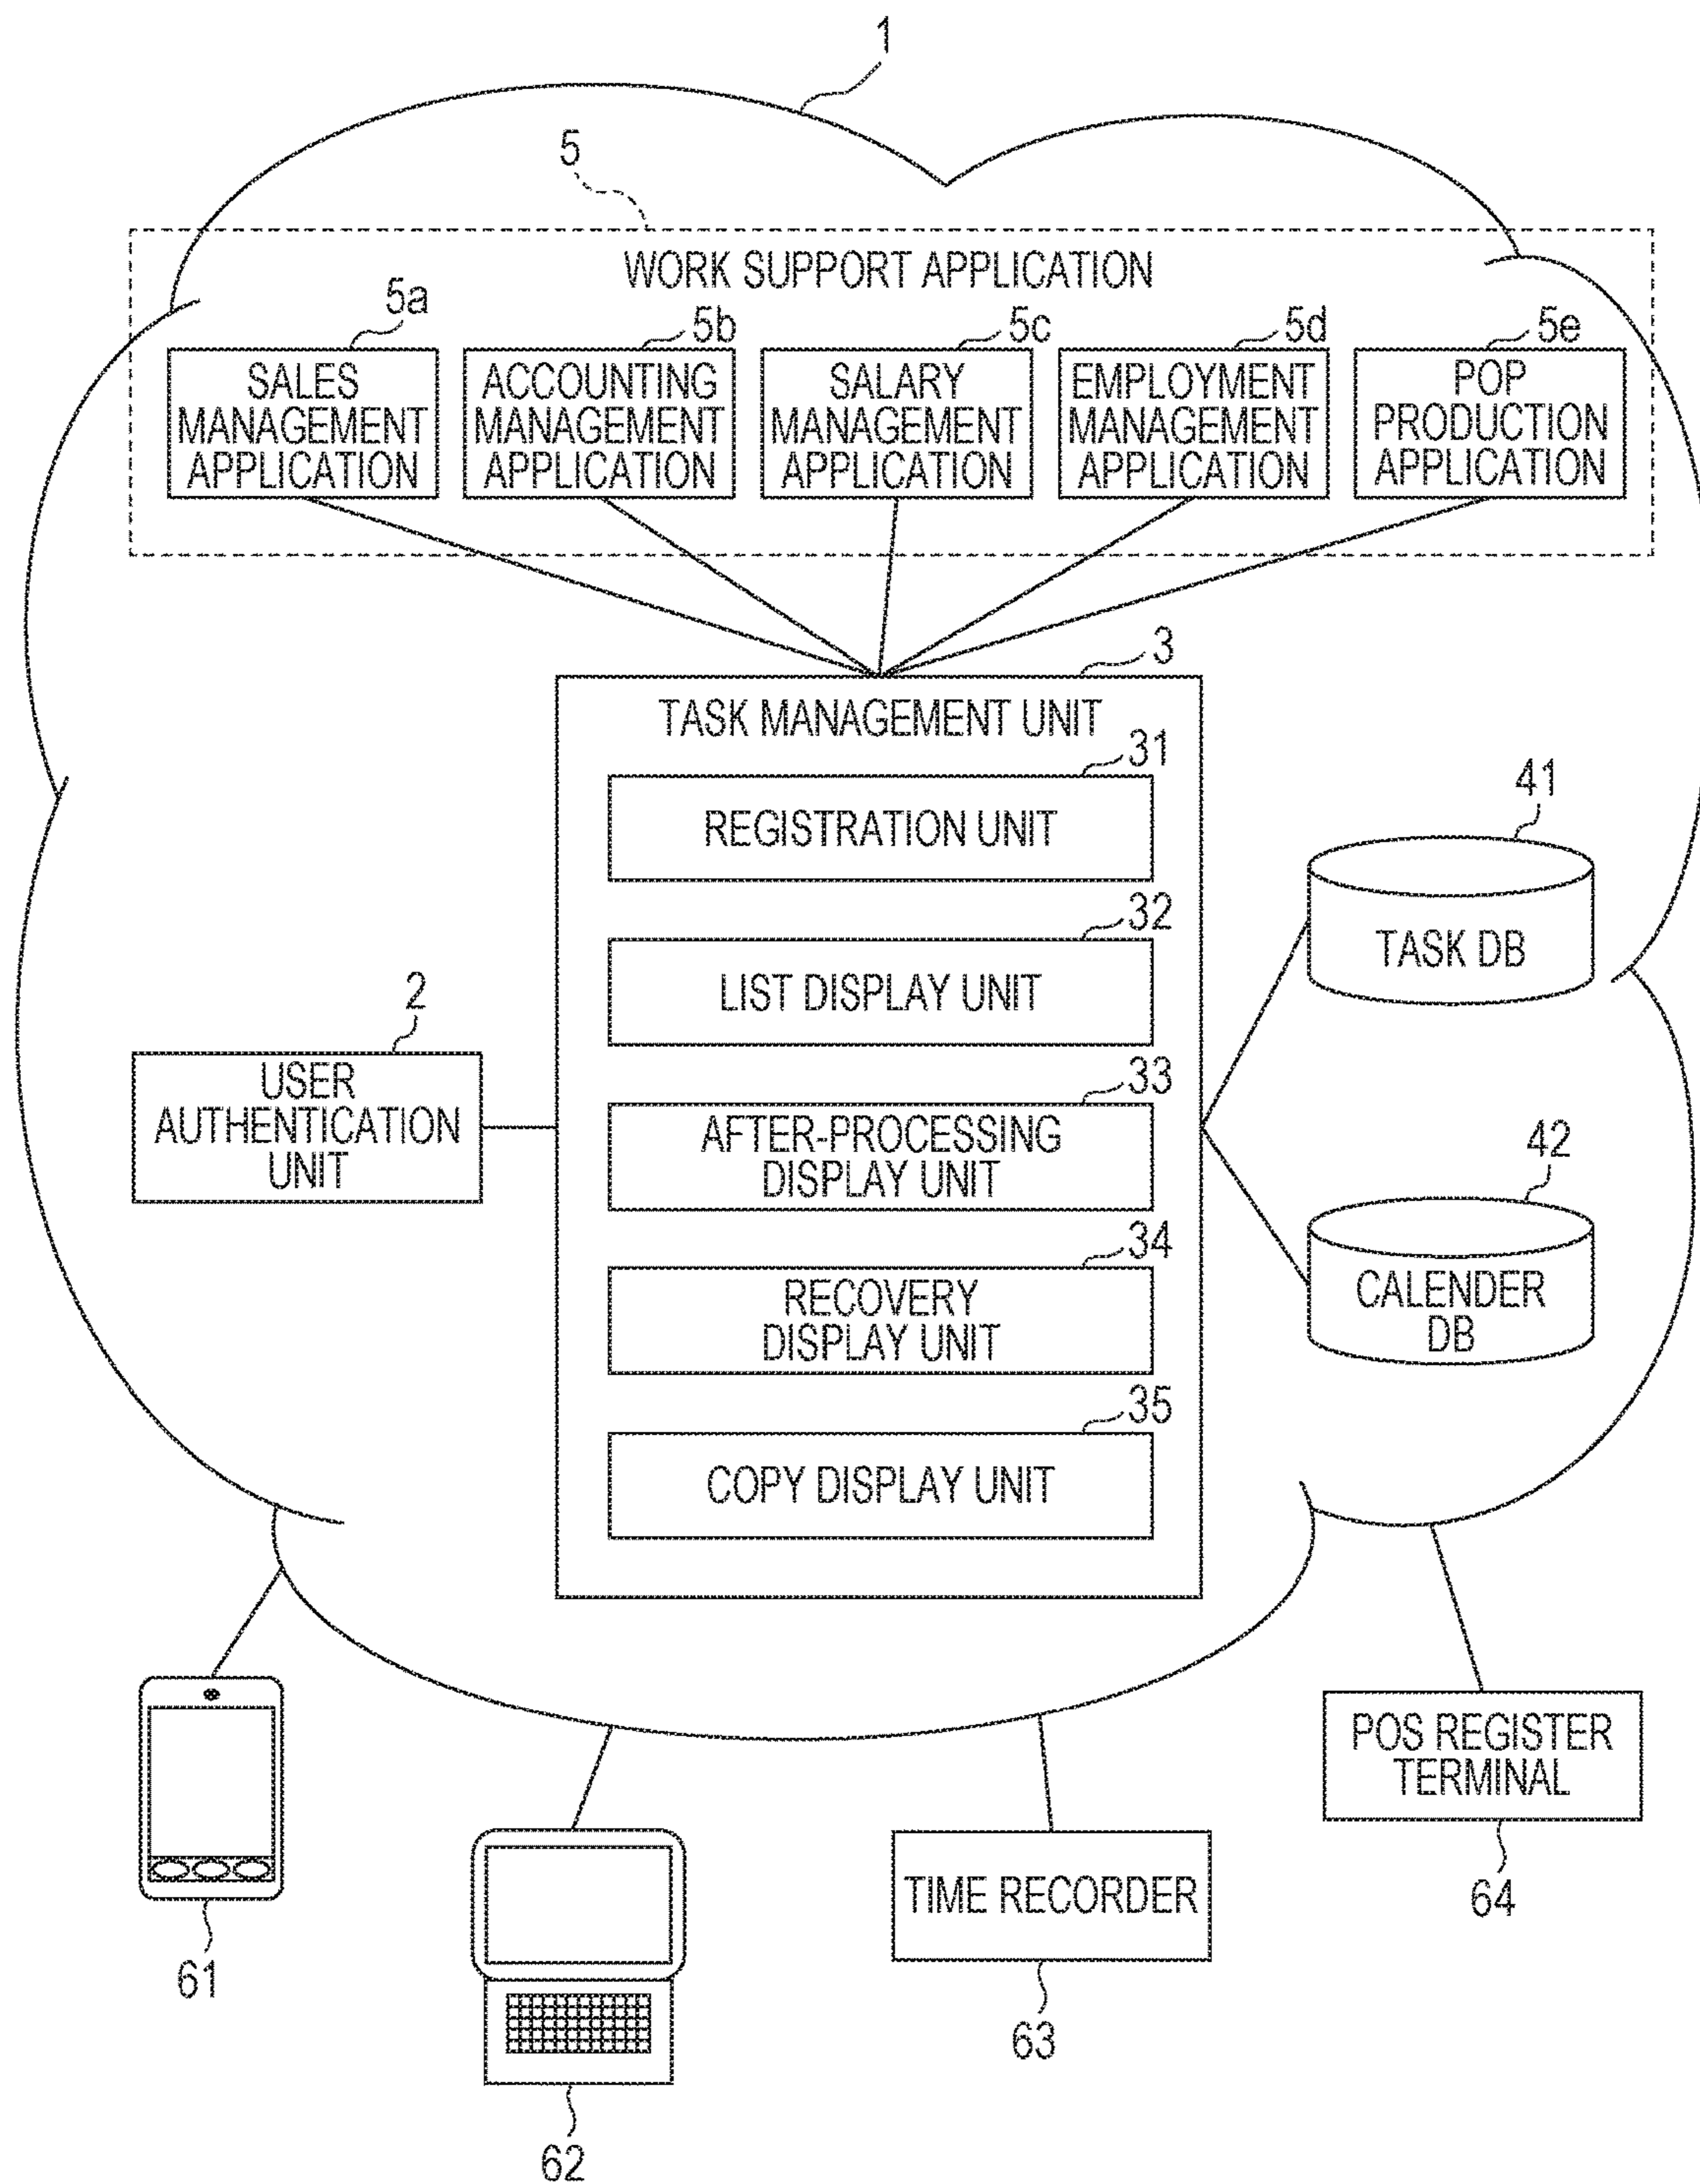 1
5
WORK SUPPORT APPLICATION
5a
5b
5c
5d
5e
SALES
MANAGEMENT
APPLICATION
ACCOUNTING
MANAGEMENT
APPLICATION
SALARY
MANAGEMENT
APPLICATION
EMPLOYMENT
MANAGEMENT
APPLICATION
POP
PRODUCTION
APPLICATION
3
TASK MANAGEMENT UNIT
31
REGISTRATION UNIT
32
LIST DISPLAY UNIT
33
AFTER-PROCESSING
DISPLAY UNIT
34
RECOVERY
DISPLAY UNIT
35
COPY DISPLAY UNIT
2
USER
AUTHENTICATION
UNIT
41
TASK DB
42
CALENDER
DB
61
62
TIME RECORDER
63
POS REGISTER
TERMINAL
64